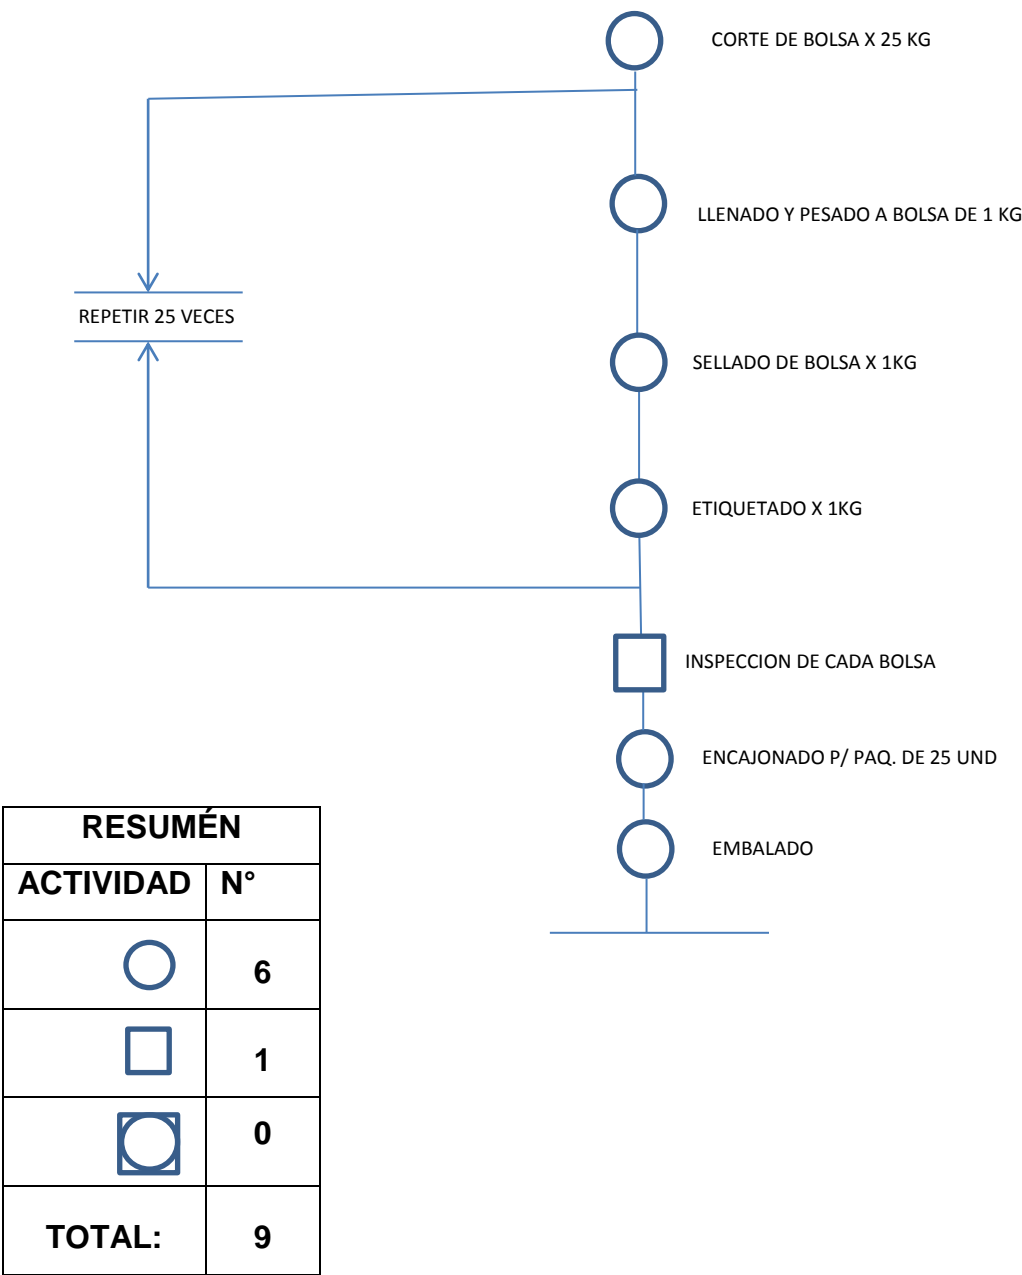 CORTE DE BOLSA X 25 KG
LLENADO Y PESADO A BOLSA DE 1 KG
REPETIR 25 VECES
SELLADO DE BOLSA X 1KG
ETIQUETADO X 1KG
INSPECCION DE CADA BOLSA
ENCAJONADO P/ PAQ. DE 25 UND
EMBALADO
RESUMÉN
ACTIVIDAD N°
6
1
0
TOTAL: 9